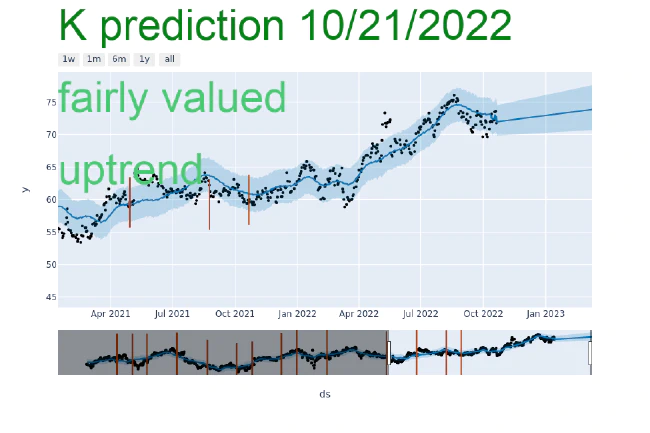 K prediction 10/21/2022
1w 1m 6m 1y all
fairly valued
uptrend
75
70
65
60
55
50
45
y
Apr 2021 Jul 2021 Oct 2021 Jan 2022 Apr 2022 Jul 2022 Oct 2022 Jan 2023
ds